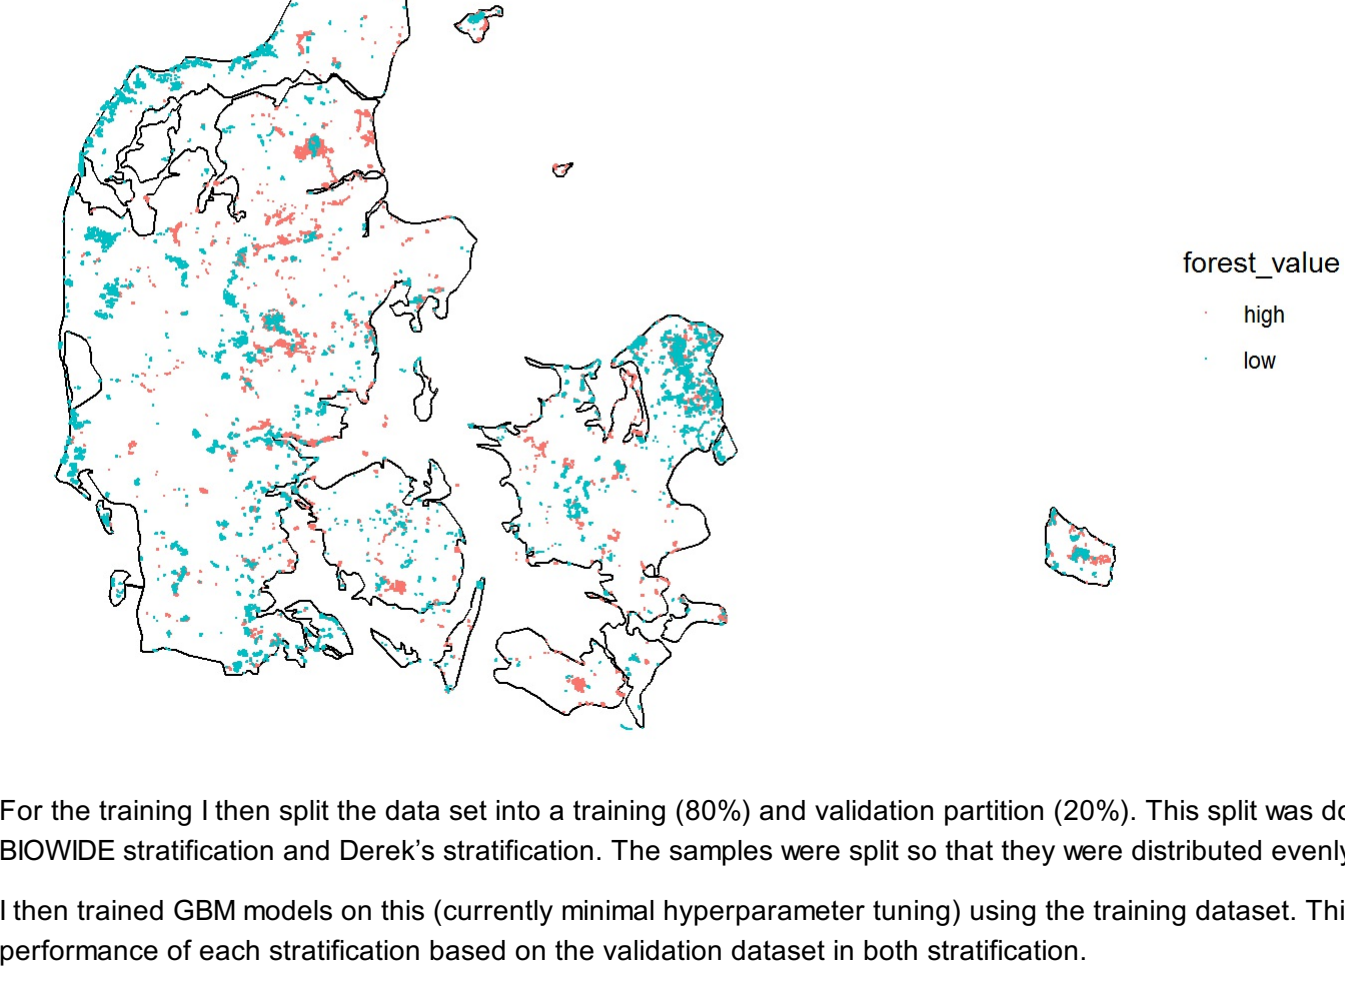 forest_value
high
low
For the training I then split the data set into a training (80%) and validation partition (20%). This split was do
BIOWIDE stratification and Derek’s stratification. The samples were split so that they were distributed evenly
I then trained GBM models on this (currently minimal hyperparameter tuning) using the training dataset. Thi
performance of each stratification based on the validation dataset in both stratification.